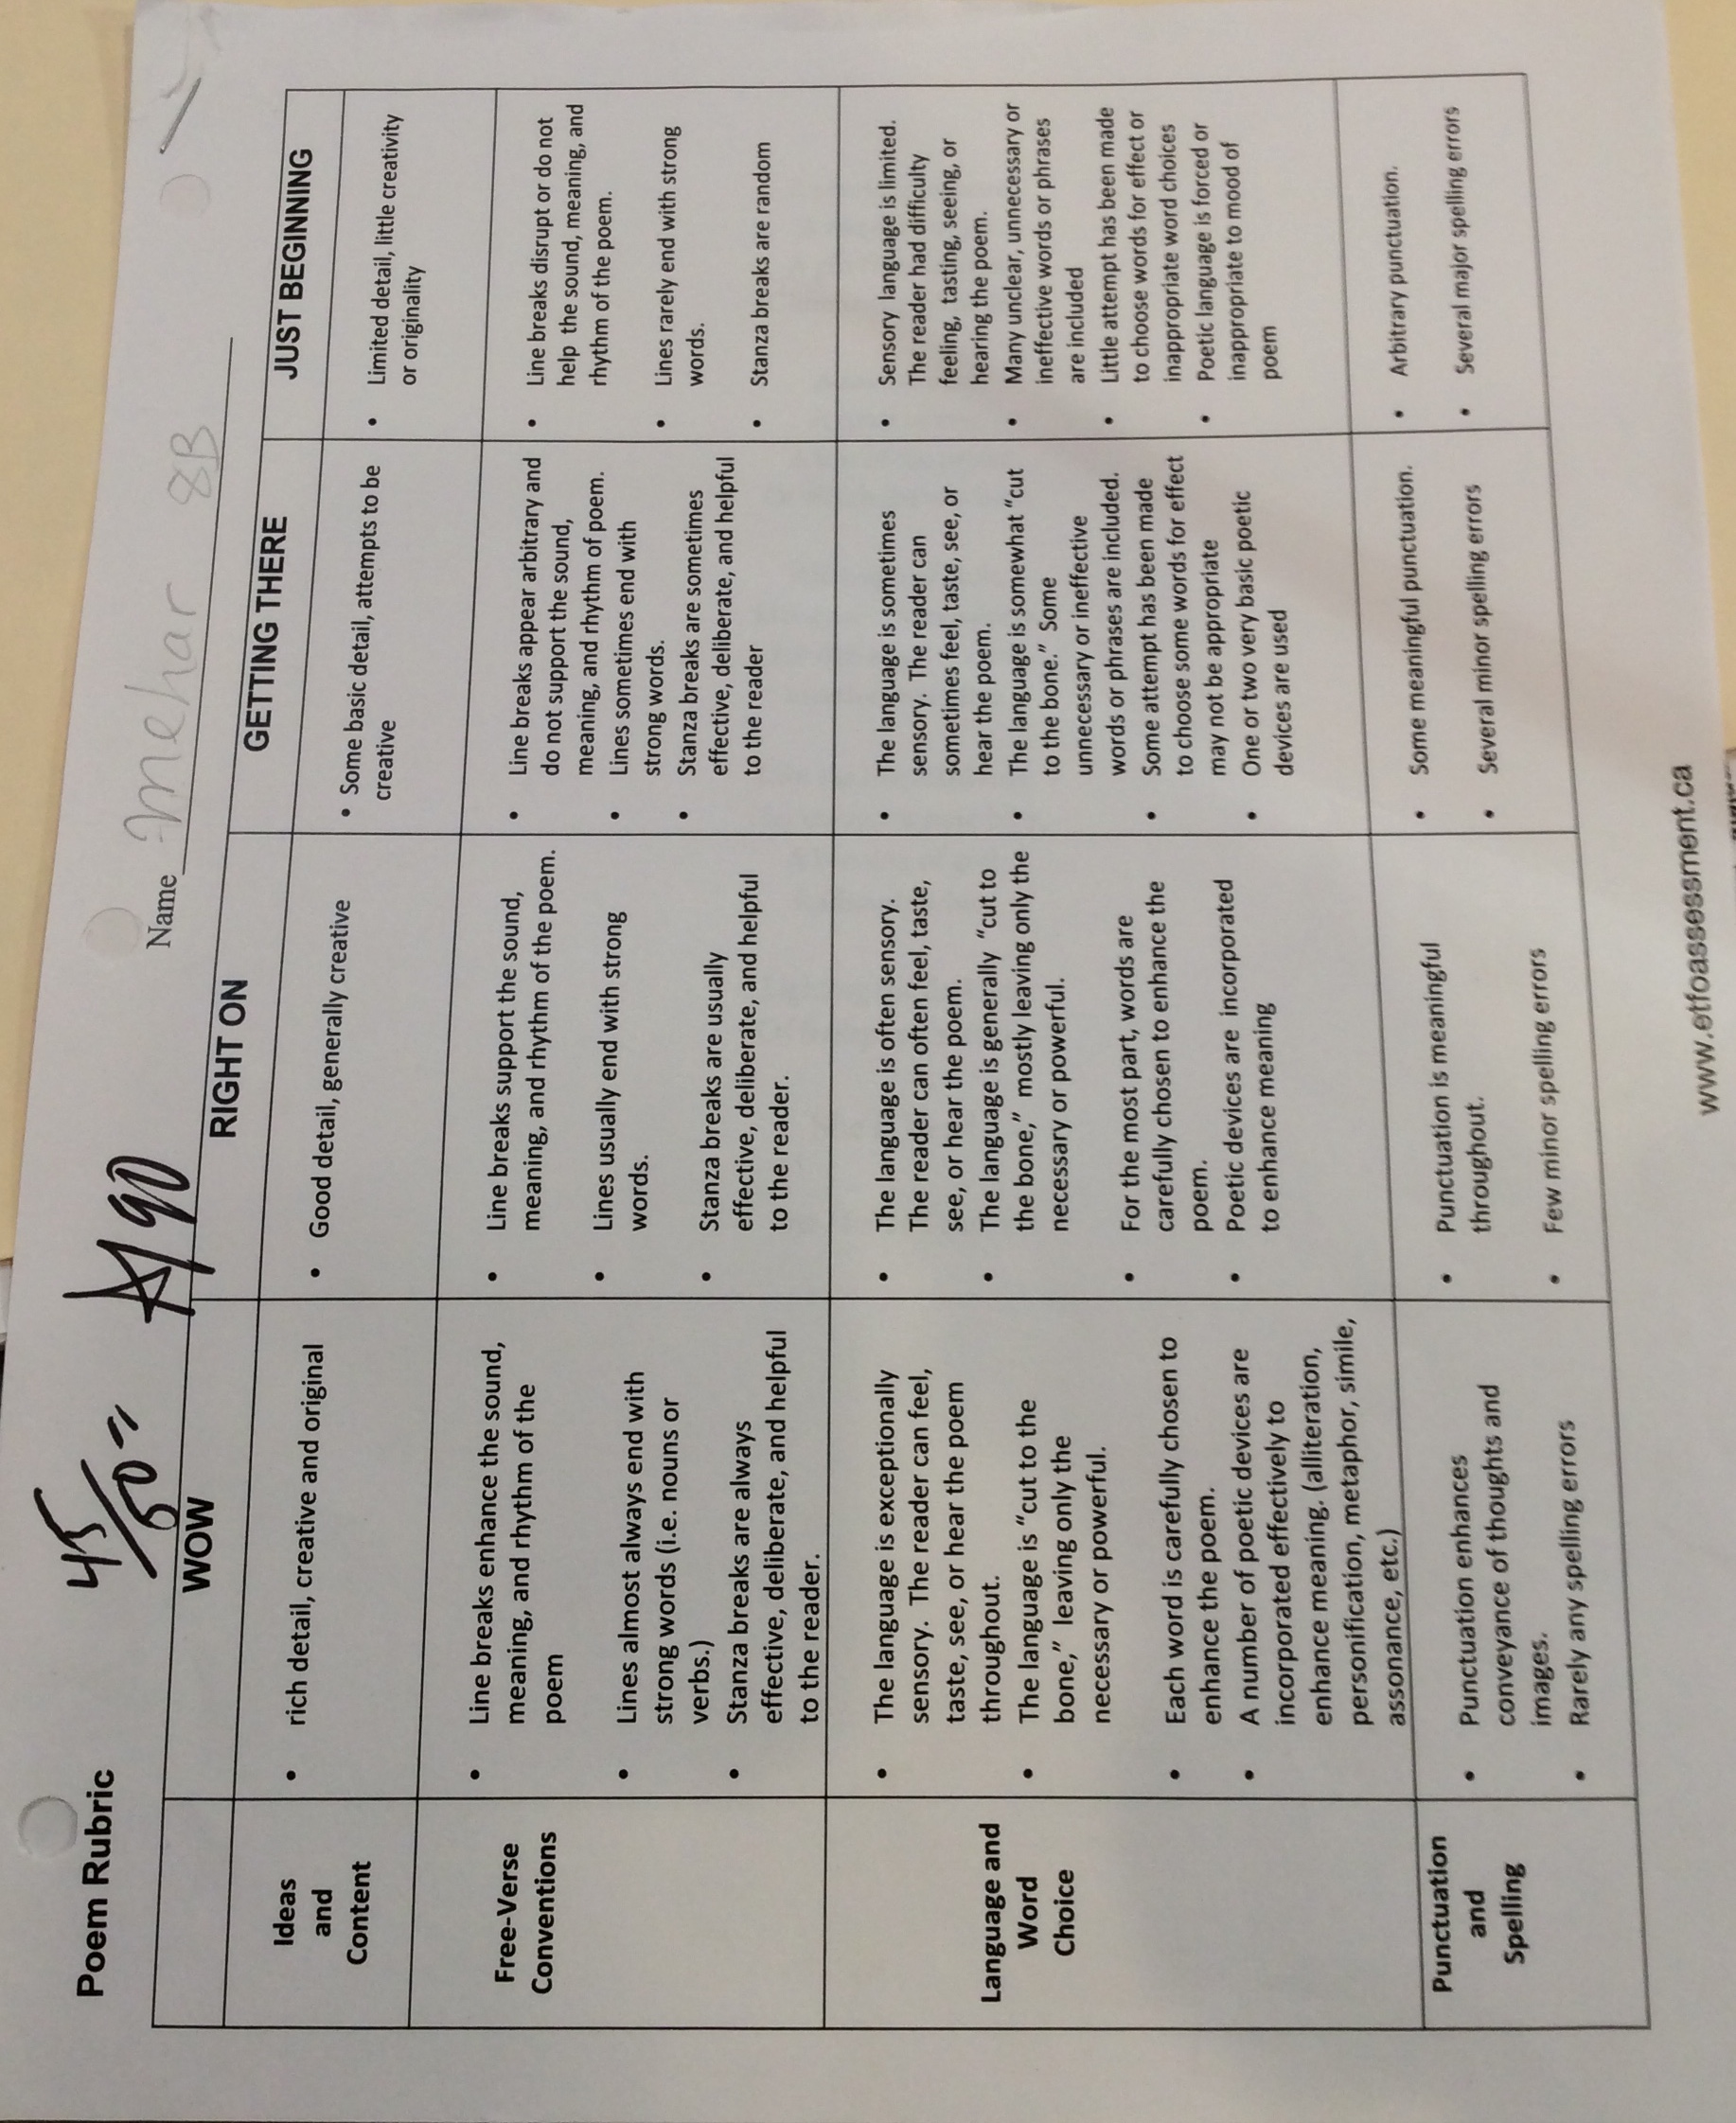 Poem Rubric
45/50
A 90
Name Mehar 8B
WOW
RIGHT ON
GETTING THERE
JUST BEGINNING
Ideas
and
Content
• rich detail, creative and original
• Good detail, generally creative
• Some basic detail, attempts to be
creative
• Limited detail, little creativity
or originality
Free-Verse
Conventions
• Line breaks enhance the sound,
meaning, and rhythm of the
poem
• Lines almost always end with
strong words (i.e. nouns or
verbs.)
• Stanza breaks are always
effective, deliberate, and helpful
to the reader.
• Line breaks support the sound,
meaning, and rhythm of the poem.
• Lines usually end with strong
words.
• Stanza breaks are usually
effective, deliberate, and helpful
to the reader.
• Line breaks appear arbitrary and
do not support the sound,
meaning, and rhythm of poem.
• Lines sometimes end with
strong words.
• Stanza breaks are sometimes
effective, deliberate, and helpful
to the reader
• Line breaks disrupt or do not
help the sound, meaning, and
rhythm of the poem.
• Lines rarely end with strong
words.
• Stanza breaks are random
Language and
Word
Choice
• The language is exceptionally
sensory. The reader can feel,
taste, see, or hear the poem
throughout.
• The language is “cut to the
bone,” leaving only the
necessary or powerful.
• Each word is carefully chosen to
enhance the poem.
• A number of poetic devices are
incorporated effectively to
enhance meaning. (alliteration,
personification, metaphor, simile,
assonance, etc.)
• The language is often sensory.
The reader can often feel, taste,
see, or hear the poem.
• The language is generally “cut to
the bone,” mostly leaving only the
necessary or powerful.
• For the most part, words are
carefully chosen to enhance the
poem.
• Poetic devices are incorporated
to enhance meaning
• The language is sometimes
sensory. The reader can
sometimes feel, taste, see, or
hear the poem.
• The language is somewhat “cut
to the bone.” Some
unnecessary or ineffective
words or phrases are included.
• Some attempt has been made
to choose some words for effect
may not be appropriate
• One or two very basic poetic
devices are used
• Sensory language is limited.
The reader had difficulty
feeling, tasting, seeing, or
hearing the poem.
• Many unclear, unnecessary or
ineffective words or phrases
are included
• Little attempt has been made
to choose words for effect or
inappropriate word choices
• Poetic language is forced or
inappropriate to mood of
poem
Punctuation
and
Spelling
• Punctuation enhances
conveyance of thoughts and
images.
• Rarely any spelling errors
• Punctuation is meaningful
throughout.
• Few minor spelling errors
• Some meaningful punctuation.
• Several minor spelling errors
• Arbitrary punctuation.
• Several major spelling errors
www.etfoassessment.ca